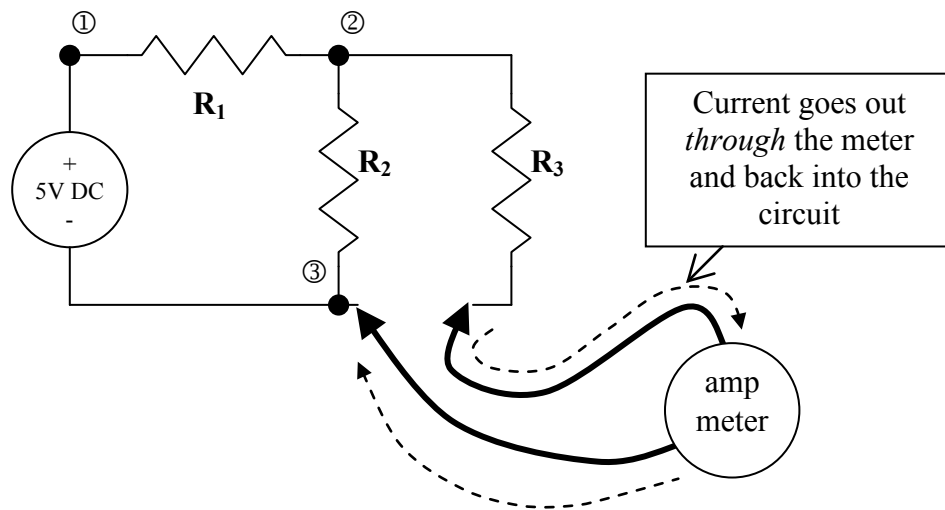 ①
②
R₁
+
5V DC
-
R₂
R₃
③
Current goes out
through the meter
and back into the
circuit
amp
meter